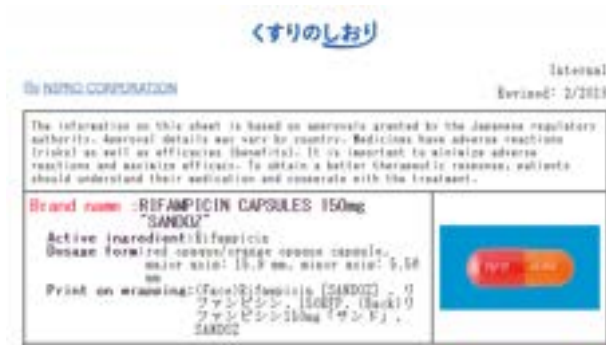 くすりのしおり
Internal
By NIPRO CORPORATION
Revised: 2/2019
The information on this sheet is based on approvals granted by the Japanese regulatory
authority. Approval details may vary by country. Medicines have adverse reactions
(risks) as well as efficacies (benefits). It is important to minimize adverse
reactions and maximize efficacy. To obtain a better therapeutic response, patients
should understand their medication and cooperate with the treatment.
Brand name :RIFAMPICIN CAPSULES 150mg
"SANDOZ"
Active ingredient:Rifampicin
Dosage form:red opaque/orange opaque capsule,
major axis: 15.9 mm, minor axis: 5.58
mm
Print on wrapping:(Face)Rifampicin [SANDOZ] , リ
ファンピシン, 150RFP, (Back)リ
ファンピシン150mg「サンド」,
SANDOZ